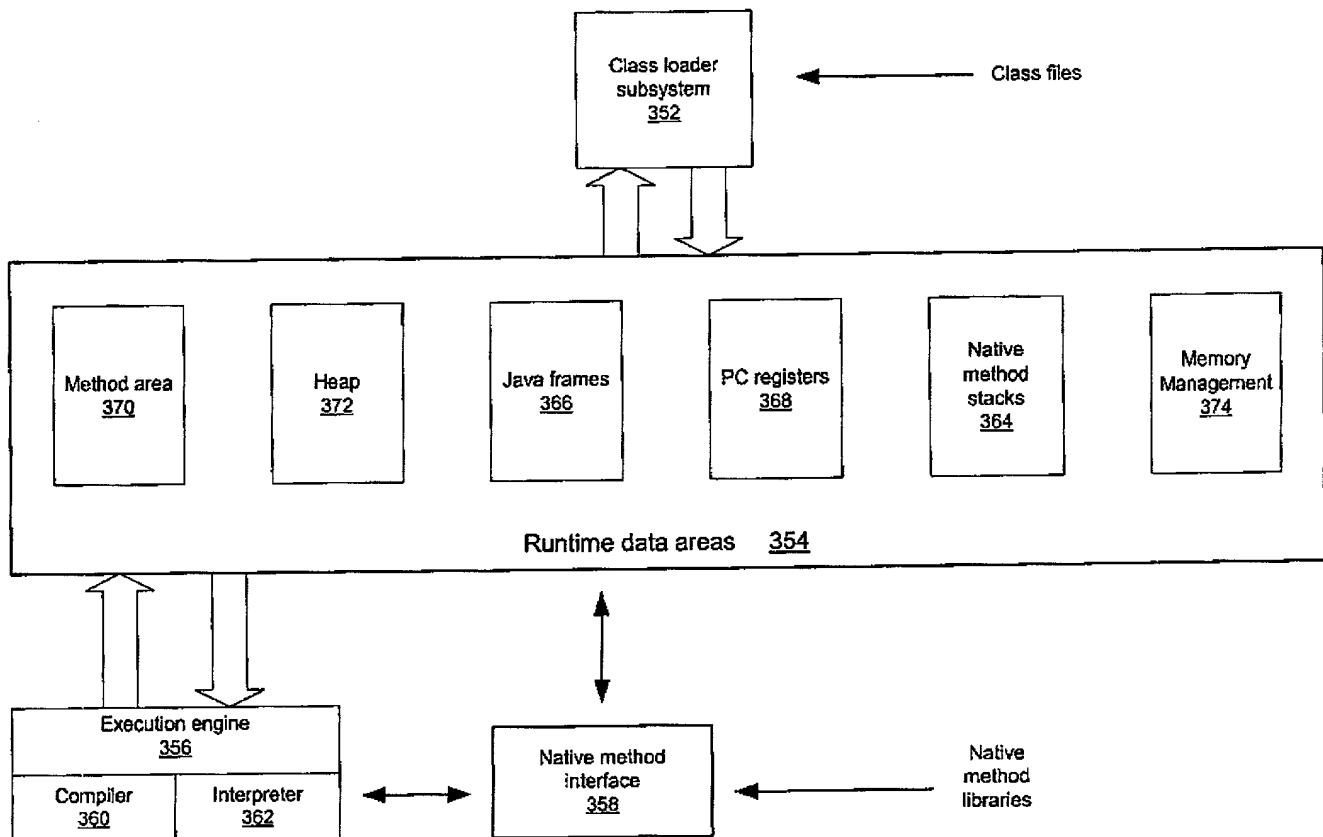 Class loader
subsystem
352
Class files
Method area
370
Heap
372
Java frames
366
PC registers
368
Native
method
stacks
364
Memory
Management
374
Runtime data areas 354
Execution engine
356
Compiler
360
Interpreter
362
Native method
interface
358
Native
method
libraries